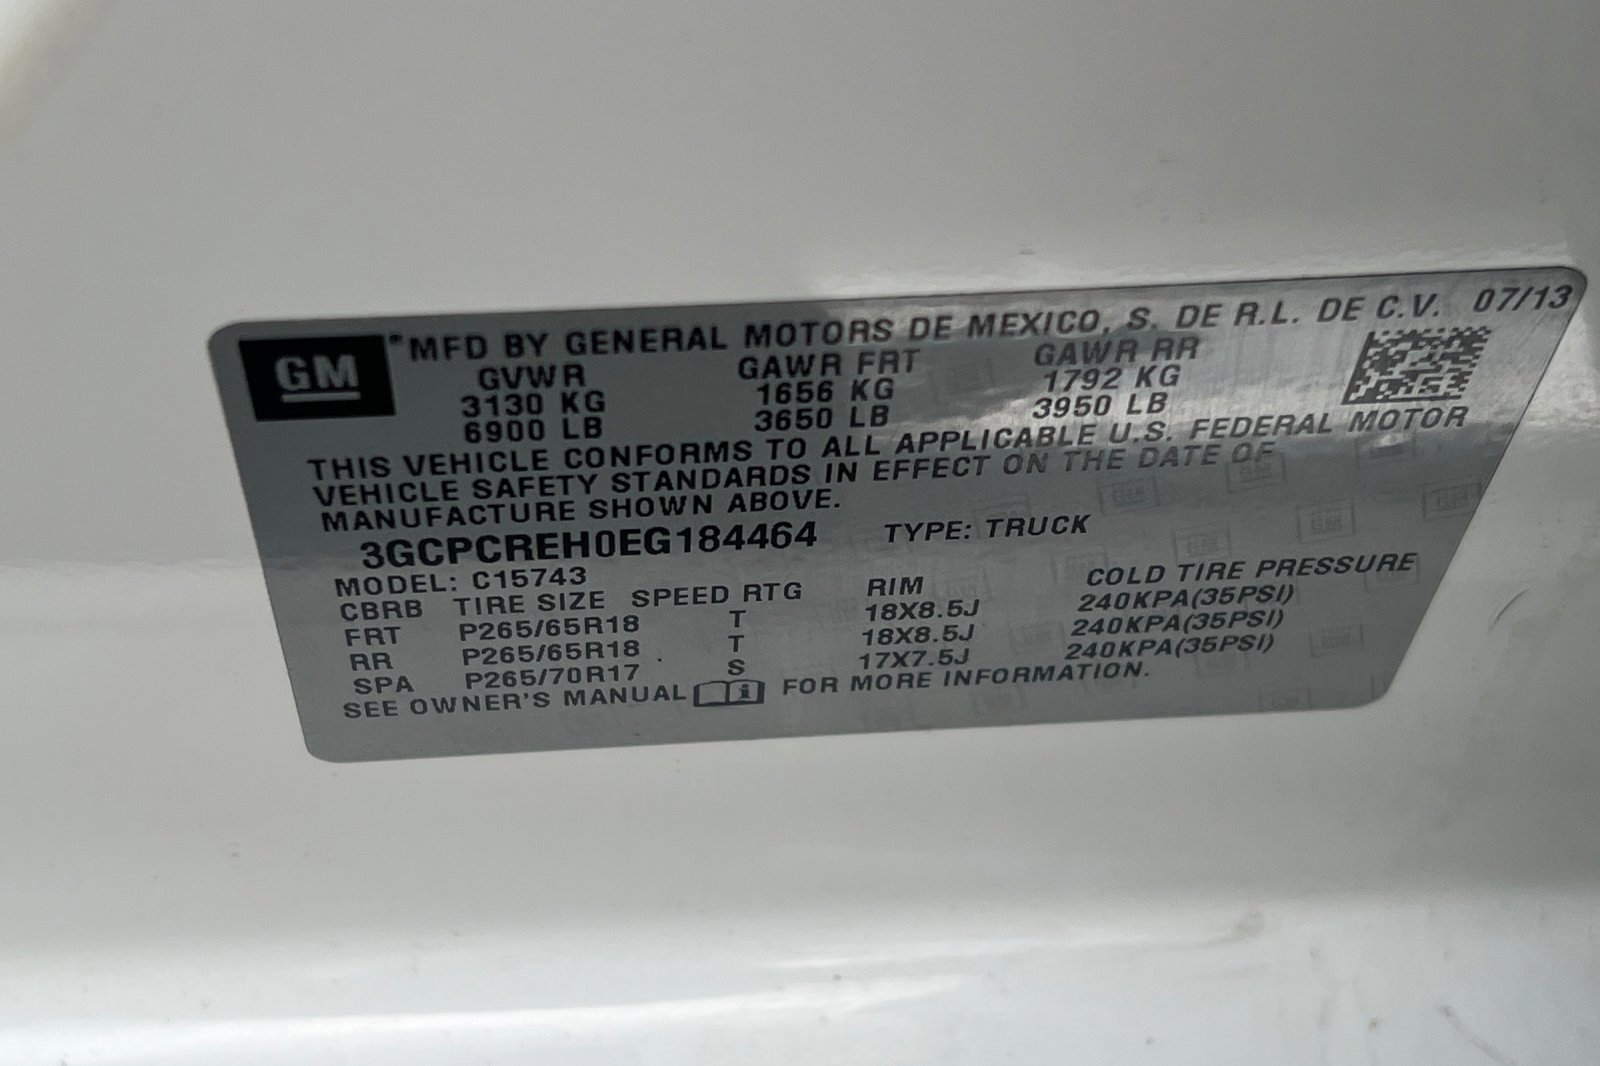 GM
MFD BY GENERAL MOTORS DE MEXICO, S. DE R.L. DE C.V. 07/13
GVWR GAWR FRT GAWR RR
3130 KG 1656 KG 1792 KG
6900 LB 3650 LB 3950 LB
THIS VEHICLE CONFORMS TO ALL APPLICABLE U.S. FEDERAL MOTOR
VEHICLE SAFETY STANDARDS IN EFFECT ON THE DATE OF
MANUFACTURE SHOWN ABOVE.
3GCPCREH0EG184464 TYPE: TRUCK
MODEL: C15743
CBRB TIRE SIZE SPEED RTG RIM COLD TIRE PRESSURE
FRT P265/65R18 T 18X8.5J 240KPA(35PSI)
RR P265/65R18 T 18X8.5J 240KPA(35PSI)
SPA P265/70R17 S 17X7.5J 240KPA(35PSI)
SEE OWNER'S MANUAL i FOR MORE INFORMATION.